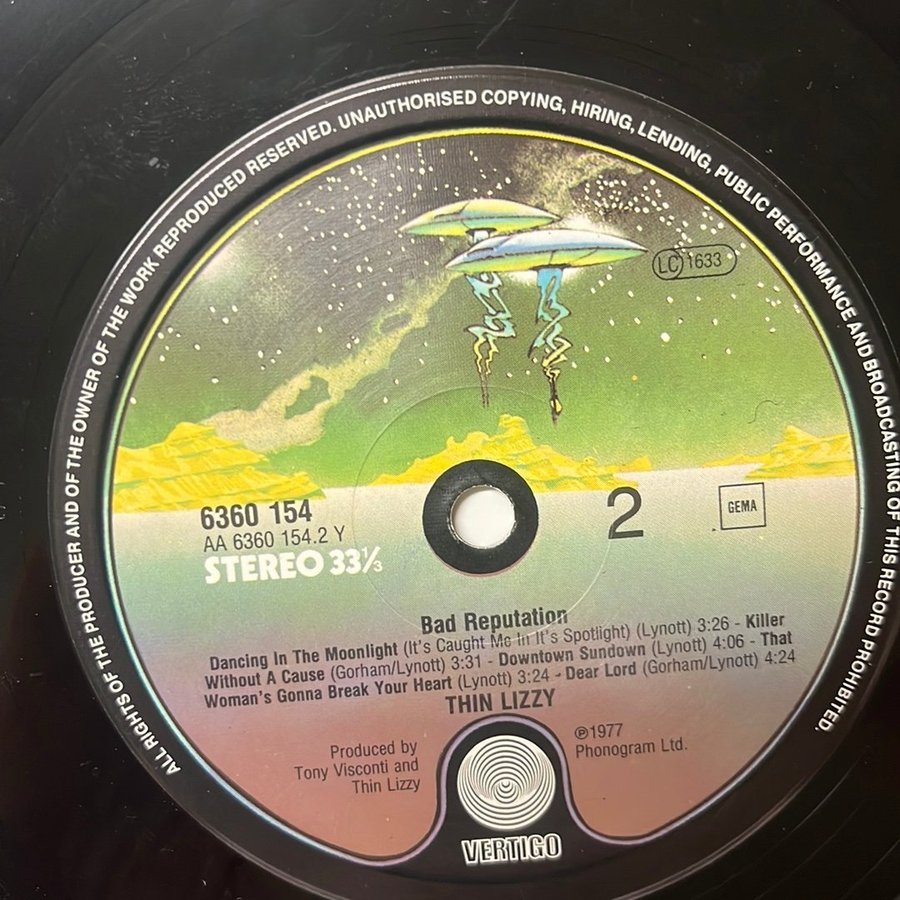 ALL RIGHTS OF THE PRODUCER AND OF THE OWNER OF THE WORK REPRODUCED RESERVED. UNAUTHORISED COPYING, HIRING, LENDING, PUBLIC PERFORMANCE AND BROADCASTING OF THIS RECORD PROHIBITED.
LC 1633
6360 154
AA 6360 154.2 Y
STEREO 33⅓
2
GEMA
Bad Reputation
Dancing In The Moonlight (It's Caught Me In It's Spotlight) (Lynott) 3:26 - Killer
Without A Cause (Gorham/Lynott) 3:31 - Downtown Sundown (Lynott) 4:06 - That
Woman's Gonna Break Your Heart (Lynott) 3:24 - Dear Lord (Gorham/Lynott) 4:24
THIN LIZZY
Produced by
Tony Visconti and
Thin Lizzy
℗1977
Phonogram Ltd.
VERTIGO